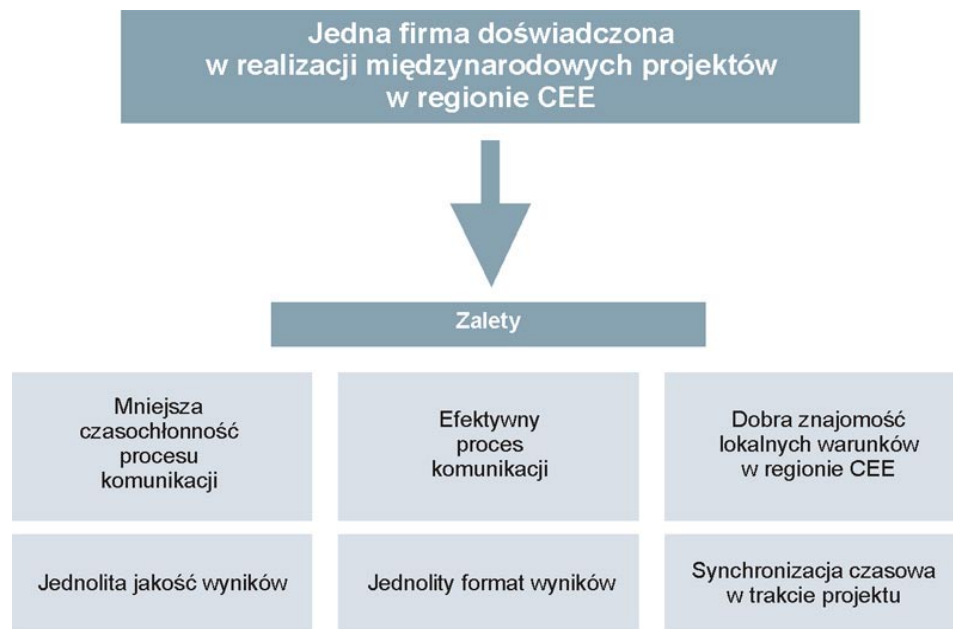 Jedna firma doświadczona
w realizacji międzynarodowych projektów
w regionie CEE
Zalety
Mniejsza
czasochłonność
procesu
komunikacji
Efektywny
proces
komunikacji
Dobra znajomość
lokalnych warunków
w regionie CEE
Jednolita jakość wyników
Jednolity format wyników
Synchronizacja czasowa
w trakcie projektu